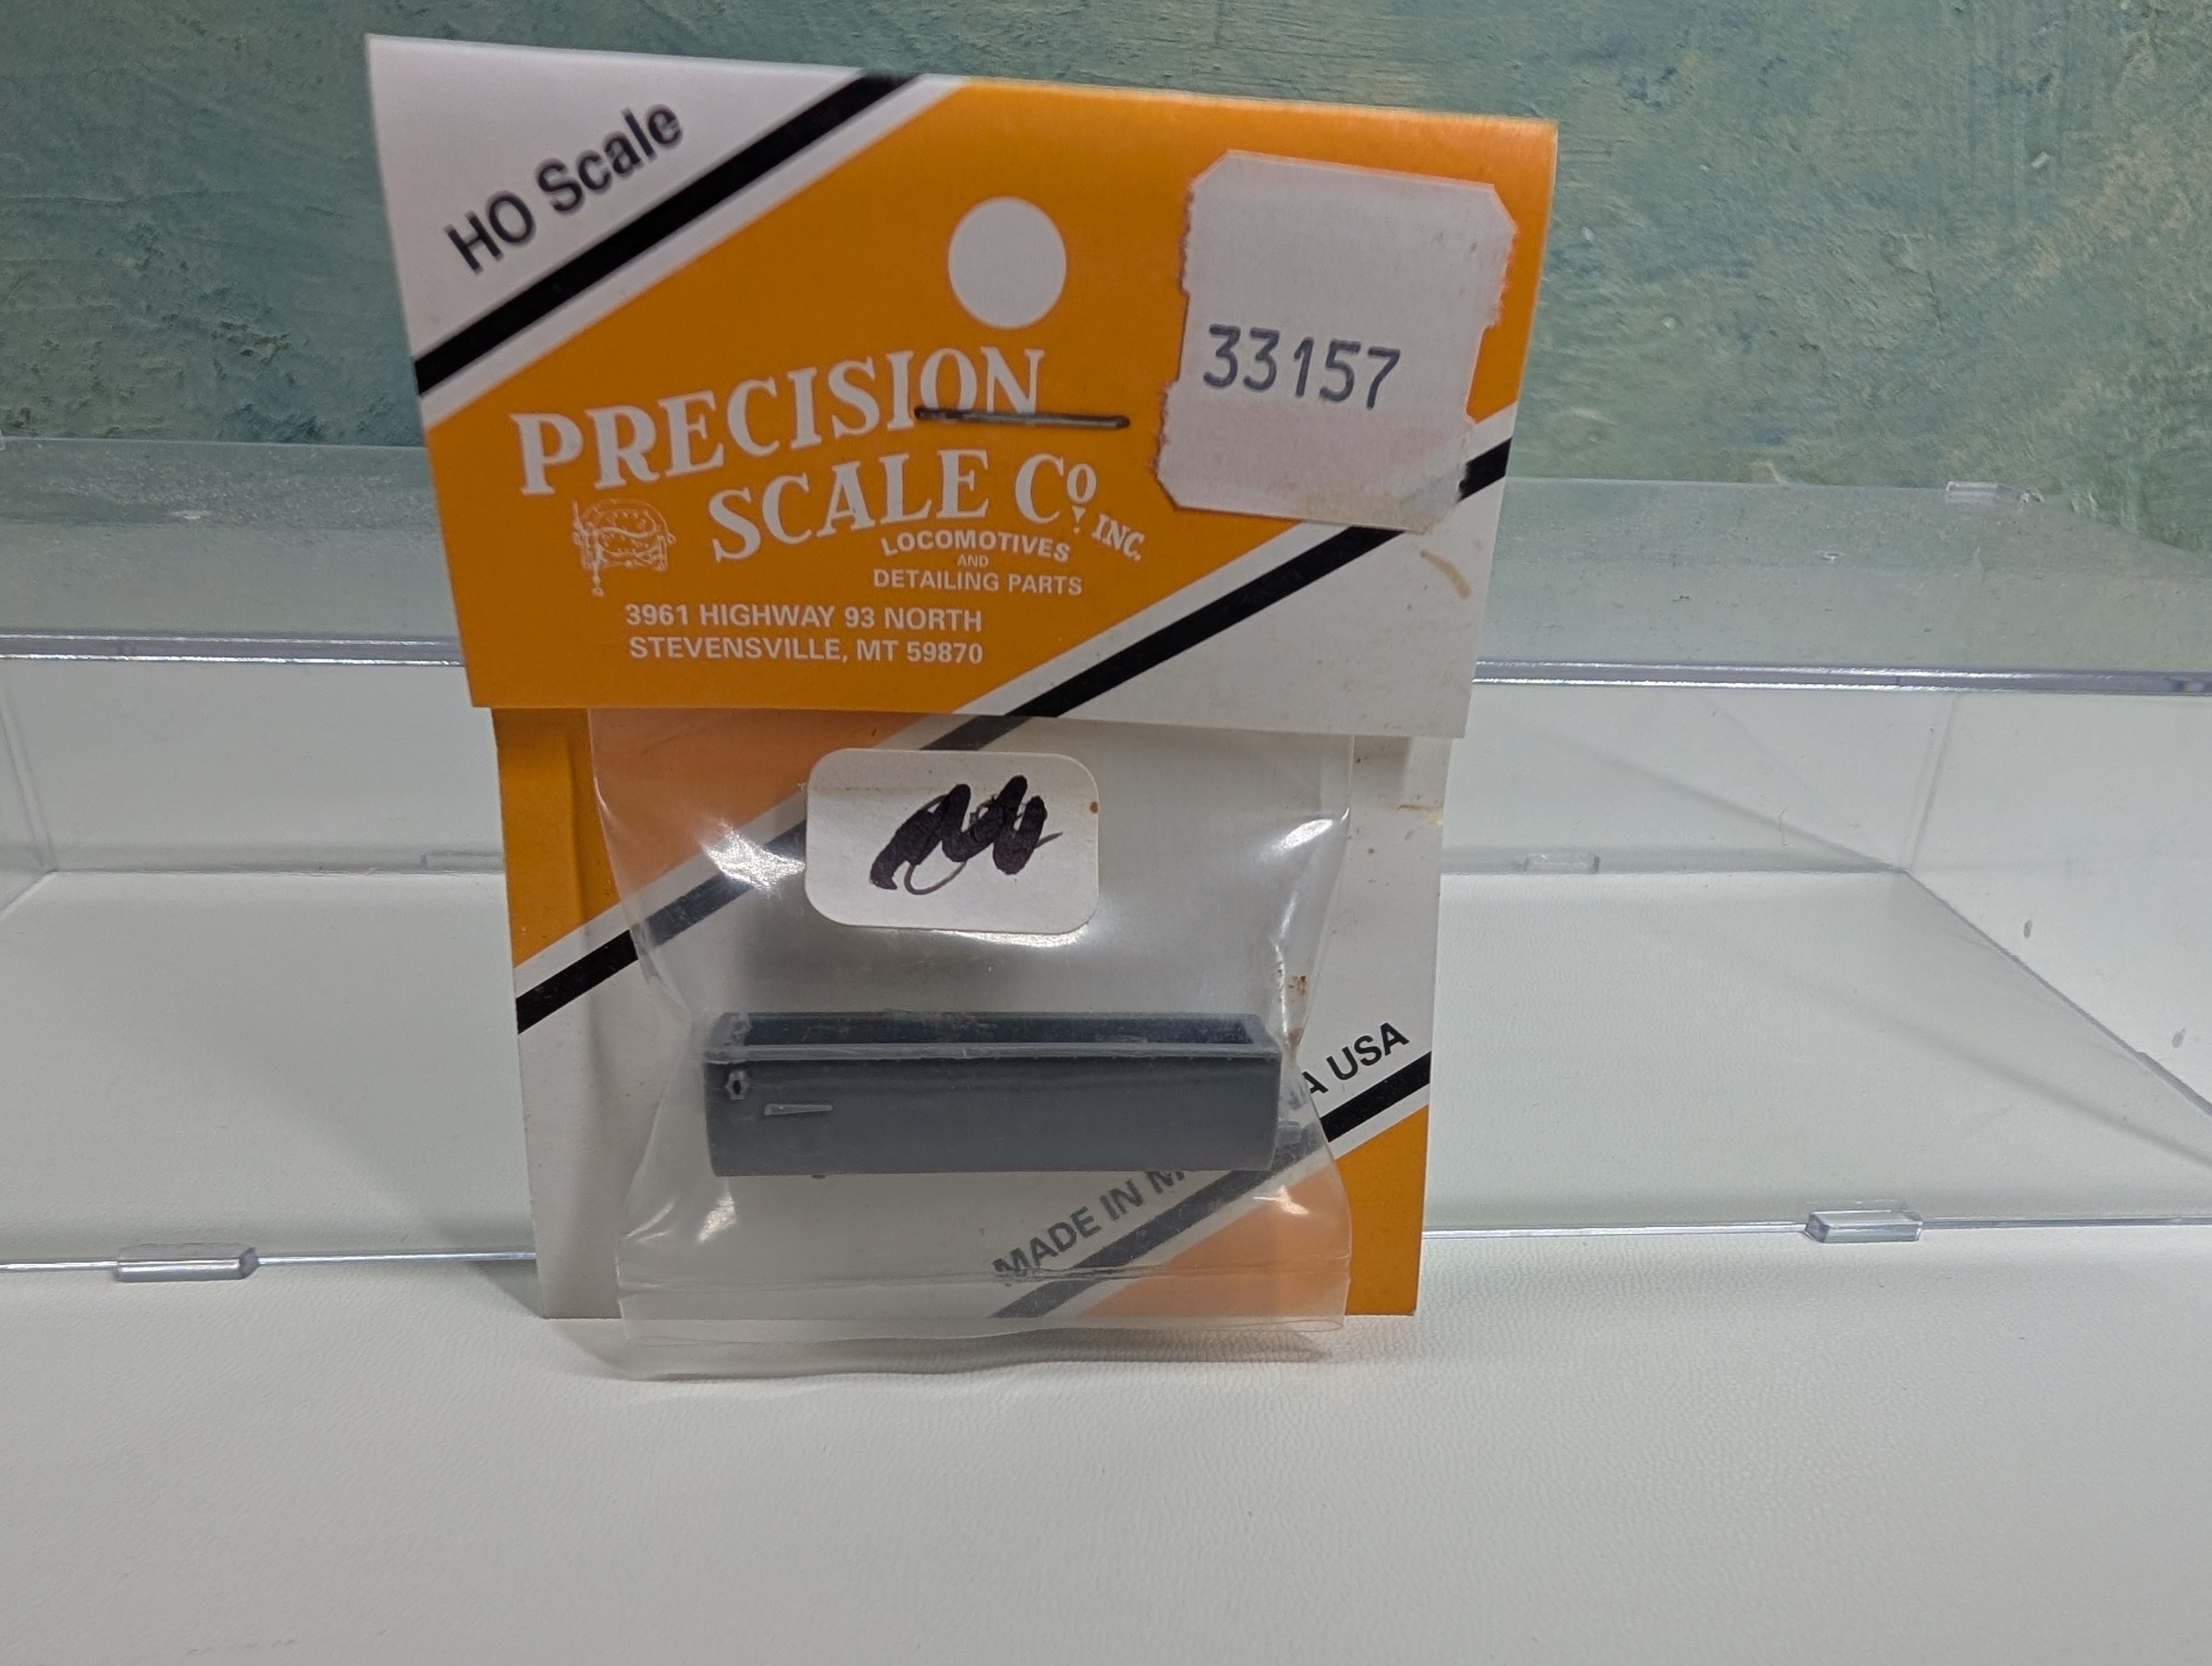 HO Scale
33157
PRECISION
SCALE Co. INC.
LOCOMOTIVES
AND
DETAILING PARTS
3961 HIGHWAY 93 NORTH
STEVENSVILLE, MT 59870
MADE IN USA